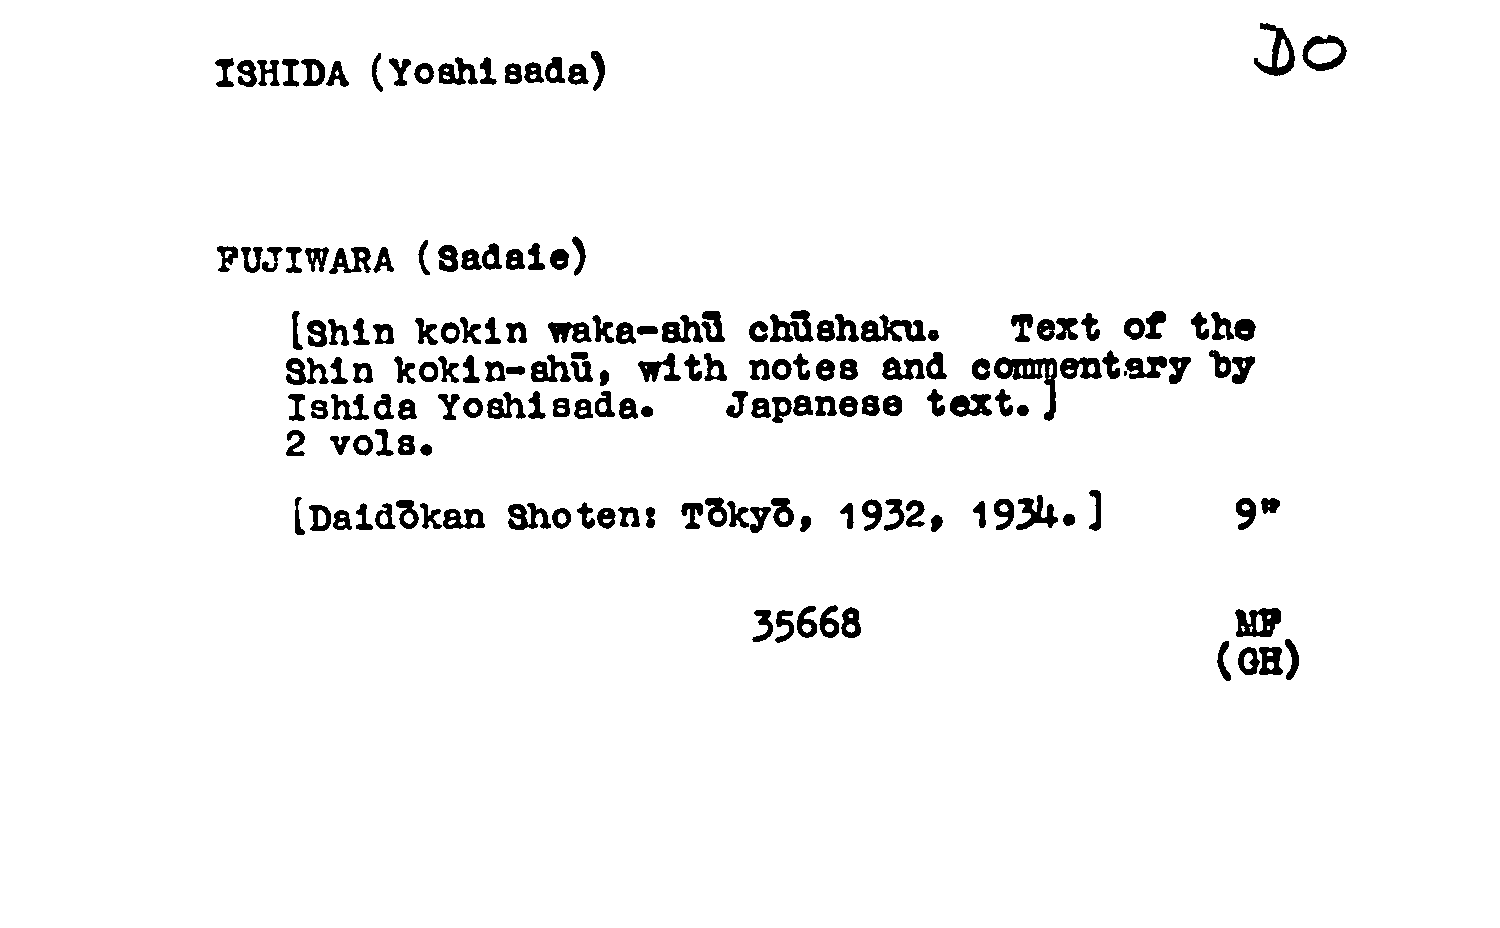 ISHIDA (Yoshisada) DO
FUJIWARA (Sadaie)
[Shin kokin waka-shū chūshaku. Text of the
Shin kokin-shū, with notes and commentary by
Ishida Yoshisada. Japanese text.]
2 vols.
[Daidōkan Shoten: Tōkyō, 1932, 1934.] 9"
35668 MF
(GH)